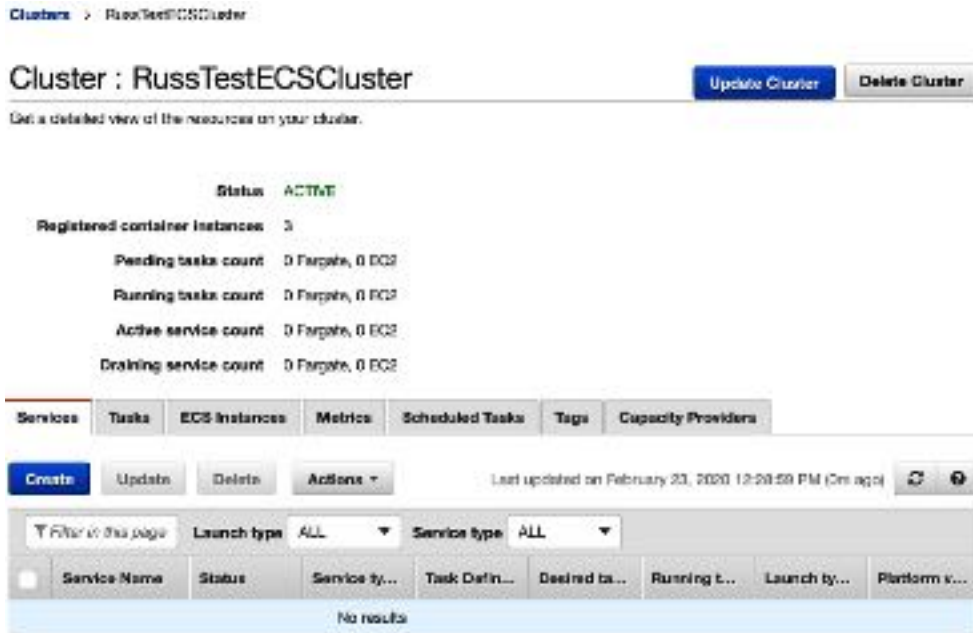 Clusters > RussTestECSCluster
Cluster : RussTestECSCluster
Update Cluster Delete Cluster
Get a detailed view of the resources on your cluster.
Status ACTIVE
Registered container instances 3
Pending tasks count 0 Fargate, 0 EC2
Running tasks count 0 Fargate, 0 EC2
Active service count 0 Fargate, 0 EC2
Draining service count 0 Fargate, 0 EC2
Services Tasks ECS Instances Metrics Scheduled Tasks Tags Capacity Providers
Create Update Delete Actions Last updated on February 23, 2020 12:28:59 PM (0m ago)
Filter in this page Launch type ALL Service type ALL
Service Name Status Service ty... Task Defin... Desired ta... Running t... Launch ty... Platform v...
No results